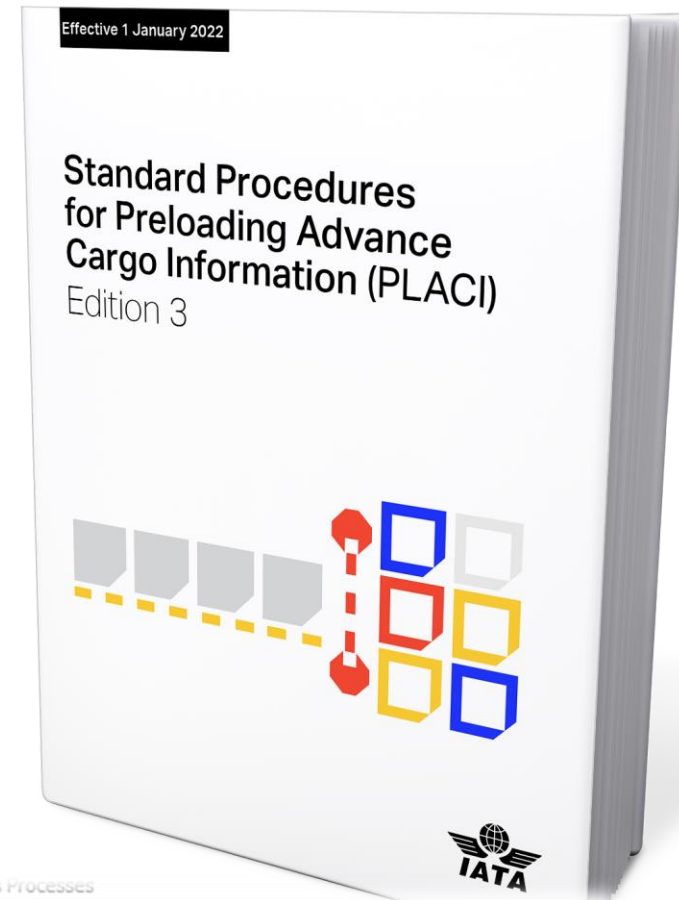 Effective 1 January 2022
Standard Procedures
for Preloading Advance
Cargo Information (PLACI)
Edition 3
IATA
s Processes